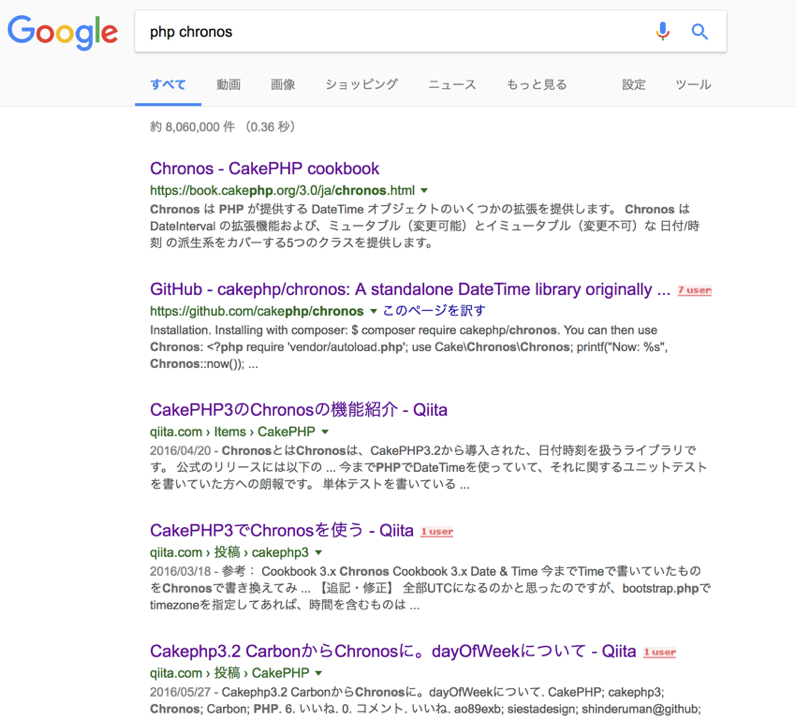 Google
php chronos
すべて 動画 画像 ショッピング ニュース もっと見る 設定 ツール
約 8,060,000 件 （0.36 秒）
Chronos - CakePHP cookbook
https://book.cakephp.org/3.0/ja/chronos.html
Chronos は PHP が提供する DateTime オブジェクトのいくつかの拡張を提供します。 Chronos は
DateInterval の拡張機能および、ミュータブル（変更可能）とイミュータブル（変更不可）な 日付/時
刻 の派生系をカバーする5つのクラスを提供します。
GitHub - cakephp/chronos: A standalone DateTime library originally ... 7 user
https://github.com/cakephp/chronos このページを訳す
Installation. Installing with composer: $ composer require cakephp/chronos. You can then use
Chronos: <?php require 'vendor/autoload.php'; use Cake\Chronos\Chronos; printf("Now: %s",
Chronos::now()); ...
CakePHP3のChronosの機能紹介 - Qiita
qiita.com › Items › CakePHP
2016/04/20 - ChronosとはChronosは、CakePHP3.2から導入された、日付時刻を扱うライブラリで
す。 公式のリリースには以下の ... 今までPHPでDateTimeを使っていて、それに関するユニットテスト
を書いていた方への朗報です。 単体テストを書いている ...
CakePHP3でChronosを使う - Qiita 1 user
qiita.com › 投稿 › cakephp3
2016/03/18 - 参考： Cookbook 3.x Chronos Cookbook 3.x Date & Time 今までTimeで書いていたもの
をChronosで書き換えてみ ... 【追記・修正】 全部UTCになるのかと思ったのですが、bootstrap.phpで
timezoneを指定してあれば、時間を含むものは ...
Cakephp3.2 CarbonからChronosに。dayOfWeekについて - Qiita 1 user
qiita.com › 投稿 › CakePHP
2016/05/27 - Cakephp3.2 CarbonからChronosに。dayOfWeekについて. CakePHP; cakephp3;
Chronos; Carbon; PHP. 6. いいね. 0. コメント. いいね. ao89exb; siestadesign; shinderuman@github;